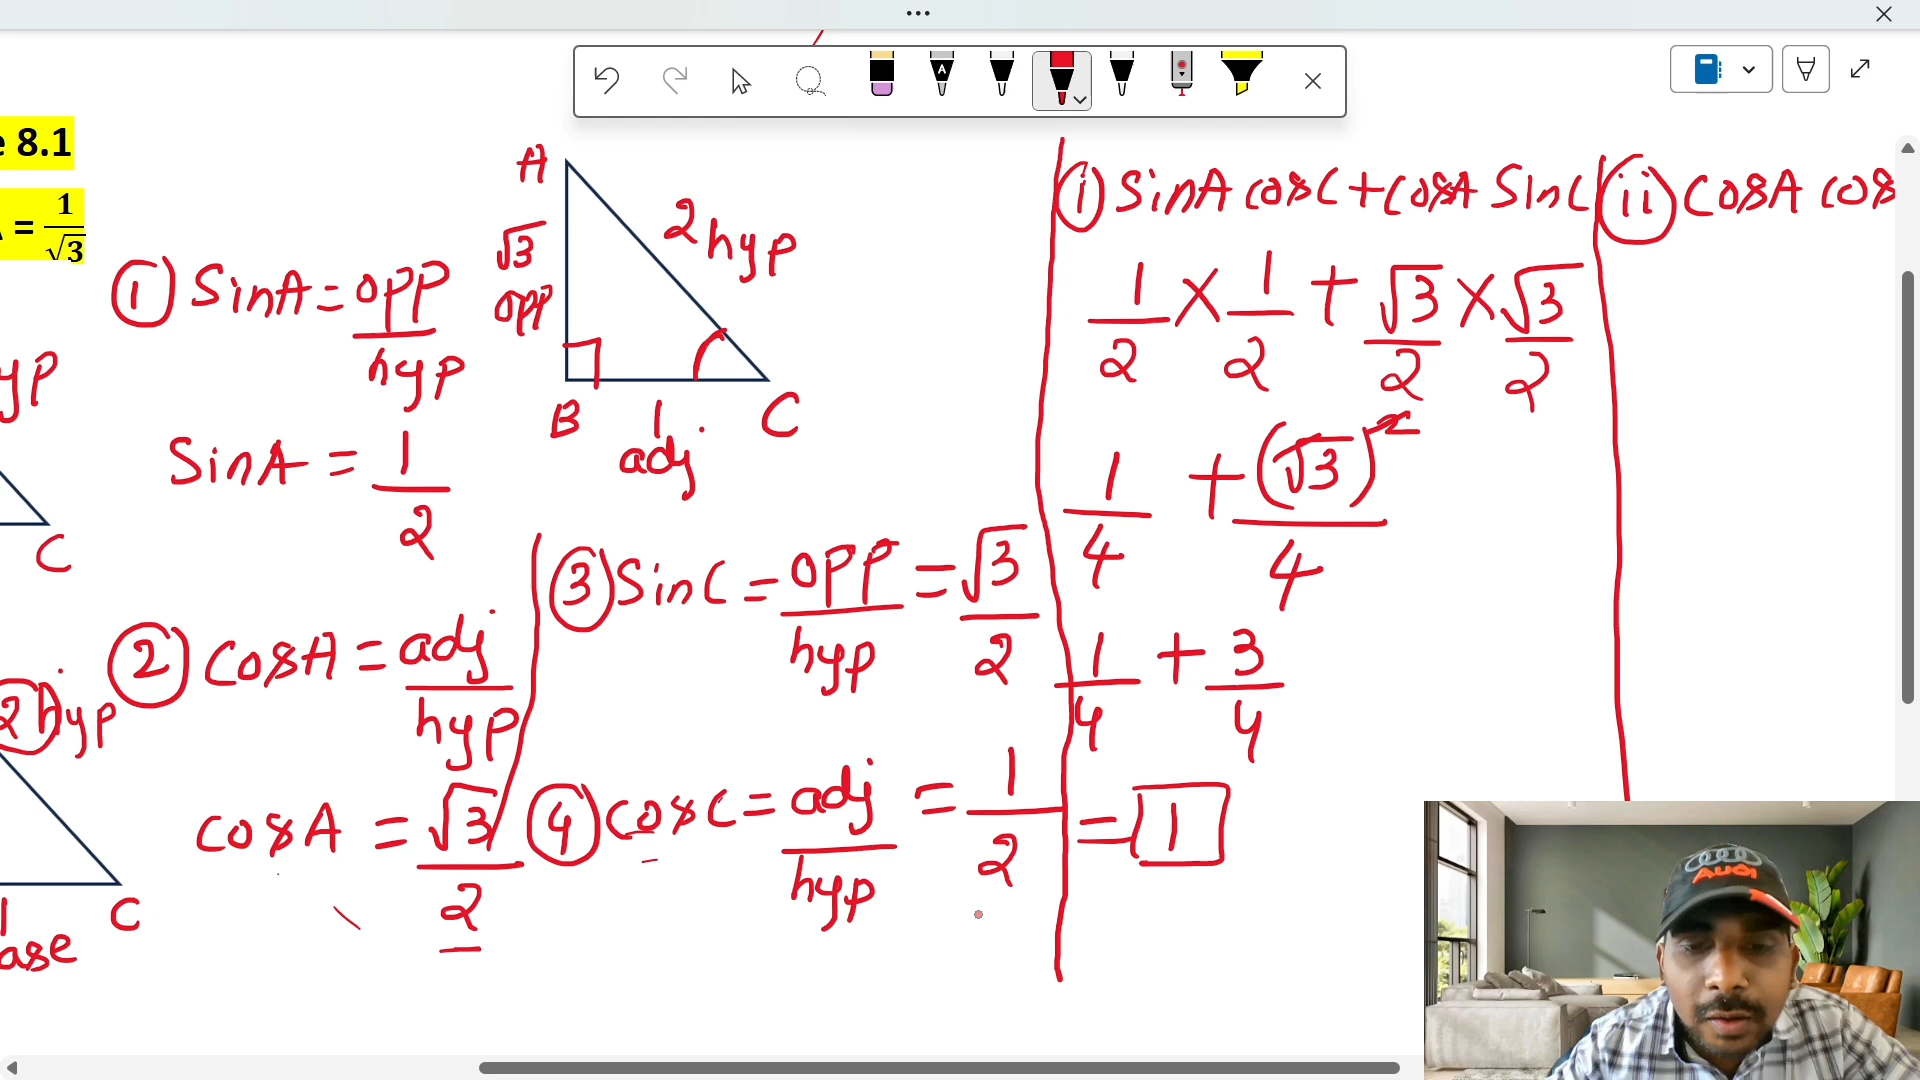 e 8.1
A = 1/√3
yp
C
2 hyp
1
ase
C
① SinA = opp/hyp
SinA = 1/2
② cosA = adj/hyp
cosA = √3/2
A
√3
opp
2 hyp
B
1
adj
C
③ SinC = opp/hyp = √3/2
④ cosC = adj/hyp = 1/2
ⓘ SinA cosC + cosA SinC
1/2 × 1/2 + √3/2 × √3/2
1/4 + (√3)²/4
1/4 + 3/4
= 1
ⓘⓘ cosA cos
Audi